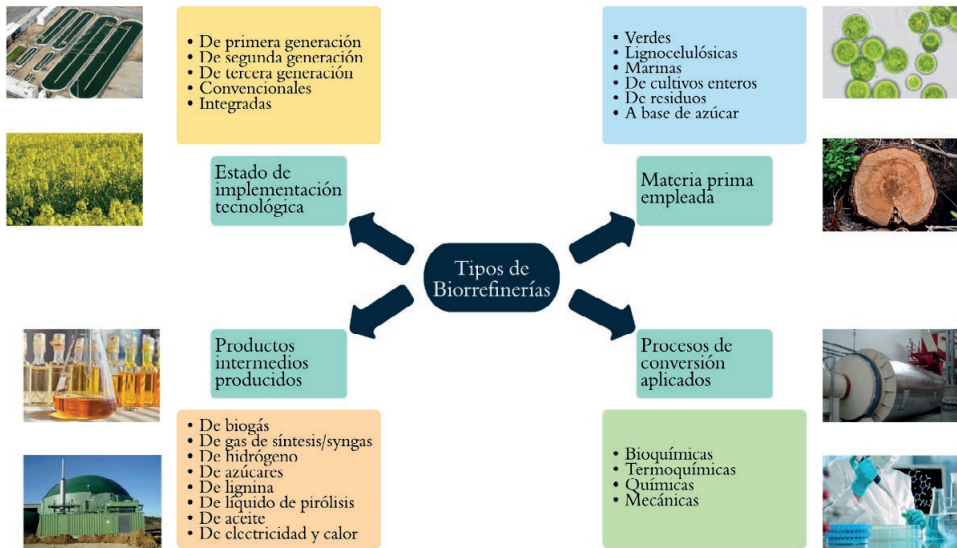 • De primera generación
• De segunda generación
• De tercera generación
• Convencionales
• Integradas
• Verdes
• Lignocelulósicas
• Marinas
• De cultivos enteros
• De residuos
• A base de azúcar
Estado de
implementación
tecnológica
Materia prima
empleada
Tipos de
Biorrefinerías
Productos
intermedios
producidos
Procesos de
conversión
aplicados
• De biogás
• De gas de síntesis/syngas
• De hidrógeno
• De azúcares
• De lignina
• De líquido de pirólisis
• De aceite
• De electricidad y calor
• Bioquímicas
• Termoquímicas
• Químicas
• Mecánicas